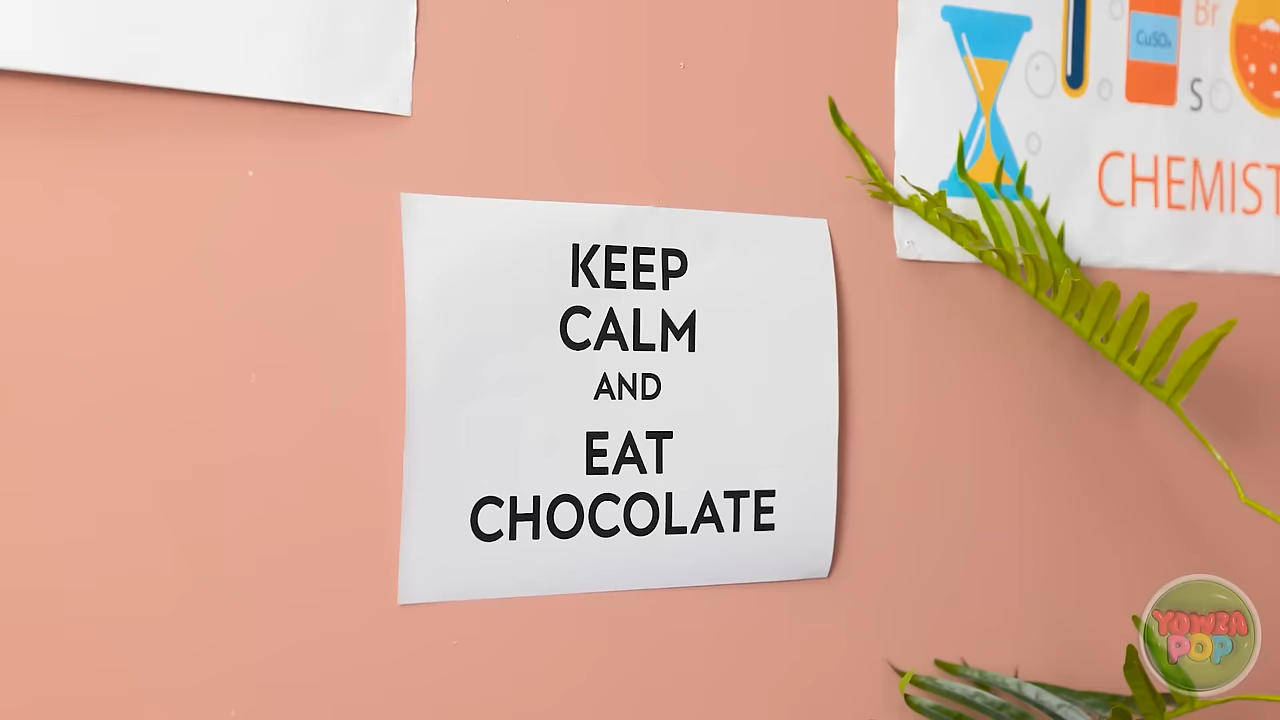 KEEP
CALM
AND
EAT
CHOCOLATE
Br
CuSO₄
S
CHEMIST
YOWZA
POP